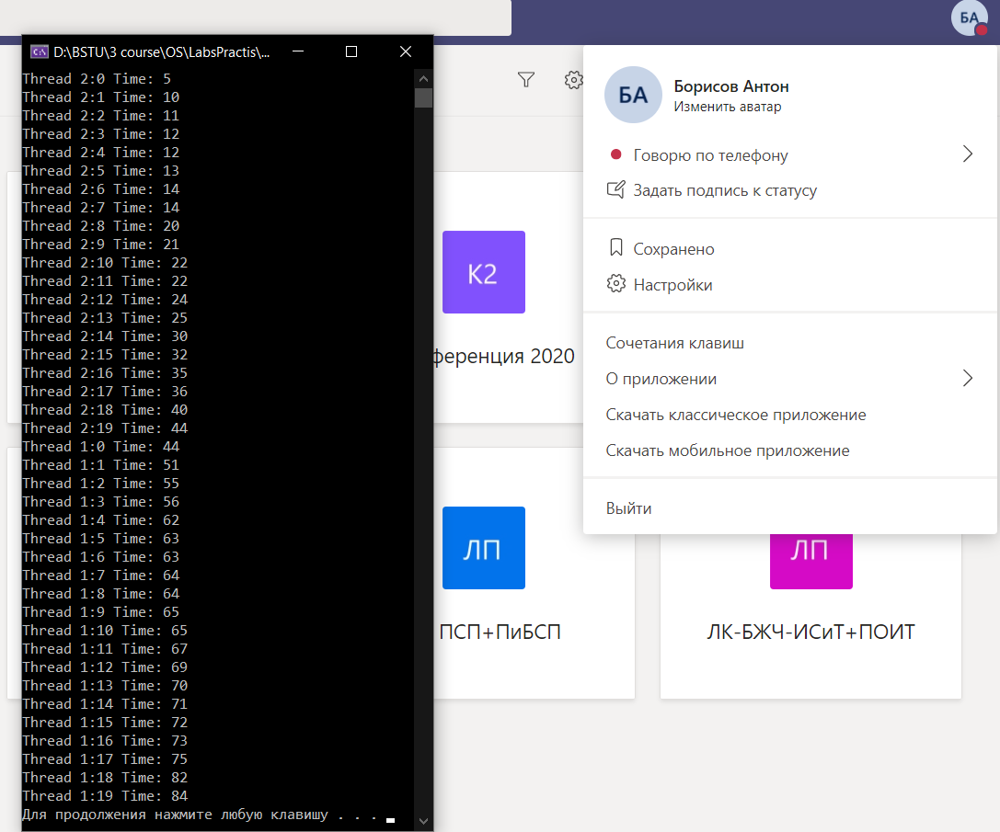 БА
D:\BSTU\3 course\OS\LabsPractis\...
Thread 2:0 Time: 5
Thread 2:1 Time: 10
Thread 2:2 Time: 11
Thread 2:3 Time: 12
Thread 2:4 Time: 12
Thread 2:5 Time: 13
Thread 2:6 Time: 14
Thread 2:7 Time: 14
Thread 2:8 Time: 20
Thread 2:9 Time: 21
Thread 2:10 Time: 22
Thread 2:11 Time: 22
Thread 2:12 Time: 24
Thread 2:13 Time: 25
Thread 2:14 Time: 30
Thread 2:15 Time: 32
Thread 2:16 Time: 35
Thread 2:17 Time: 36
Thread 2:18 Time: 40
Thread 2:19 Time: 44
Thread 1:0 Time: 44
Thread 1:1 Time: 51
Thread 1:2 Time: 55
Thread 1:3 Time: 56
Thread 1:4 Time: 62
Thread 1:5 Time: 63
Thread 1:6 Time: 63
Thread 1:7 Time: 64
Thread 1:8 Time: 64
Thread 1:9 Time: 65
Thread 1:10 Time: 65
Thread 1:11 Time: 67
Thread 1:12 Time: 69
Thread 1:13 Time: 70
Thread 1:14 Time: 71
Thread 1:15 Time: 72
Thread 1:16 Time: 73
Thread 1:17 Time: 75
Thread 1:18 Time: 82
Thread 1:19 Time: 84
Для продолжения нажмите любую клавишу . . .
К2
ференция 2020
ЛП
ПСП+ПиБСП
ЛП
ЛК-БЖЧ-ИСиТ+ПОИТ
БА
Борисов Антон
Изменить аватар
Говорю по телефону
Задать подпись к статусу
Сохранено
Настройки
Сочетания клавиш
О приложении
Скачать классическое приложение
Скачать мобильное приложение
Выйти